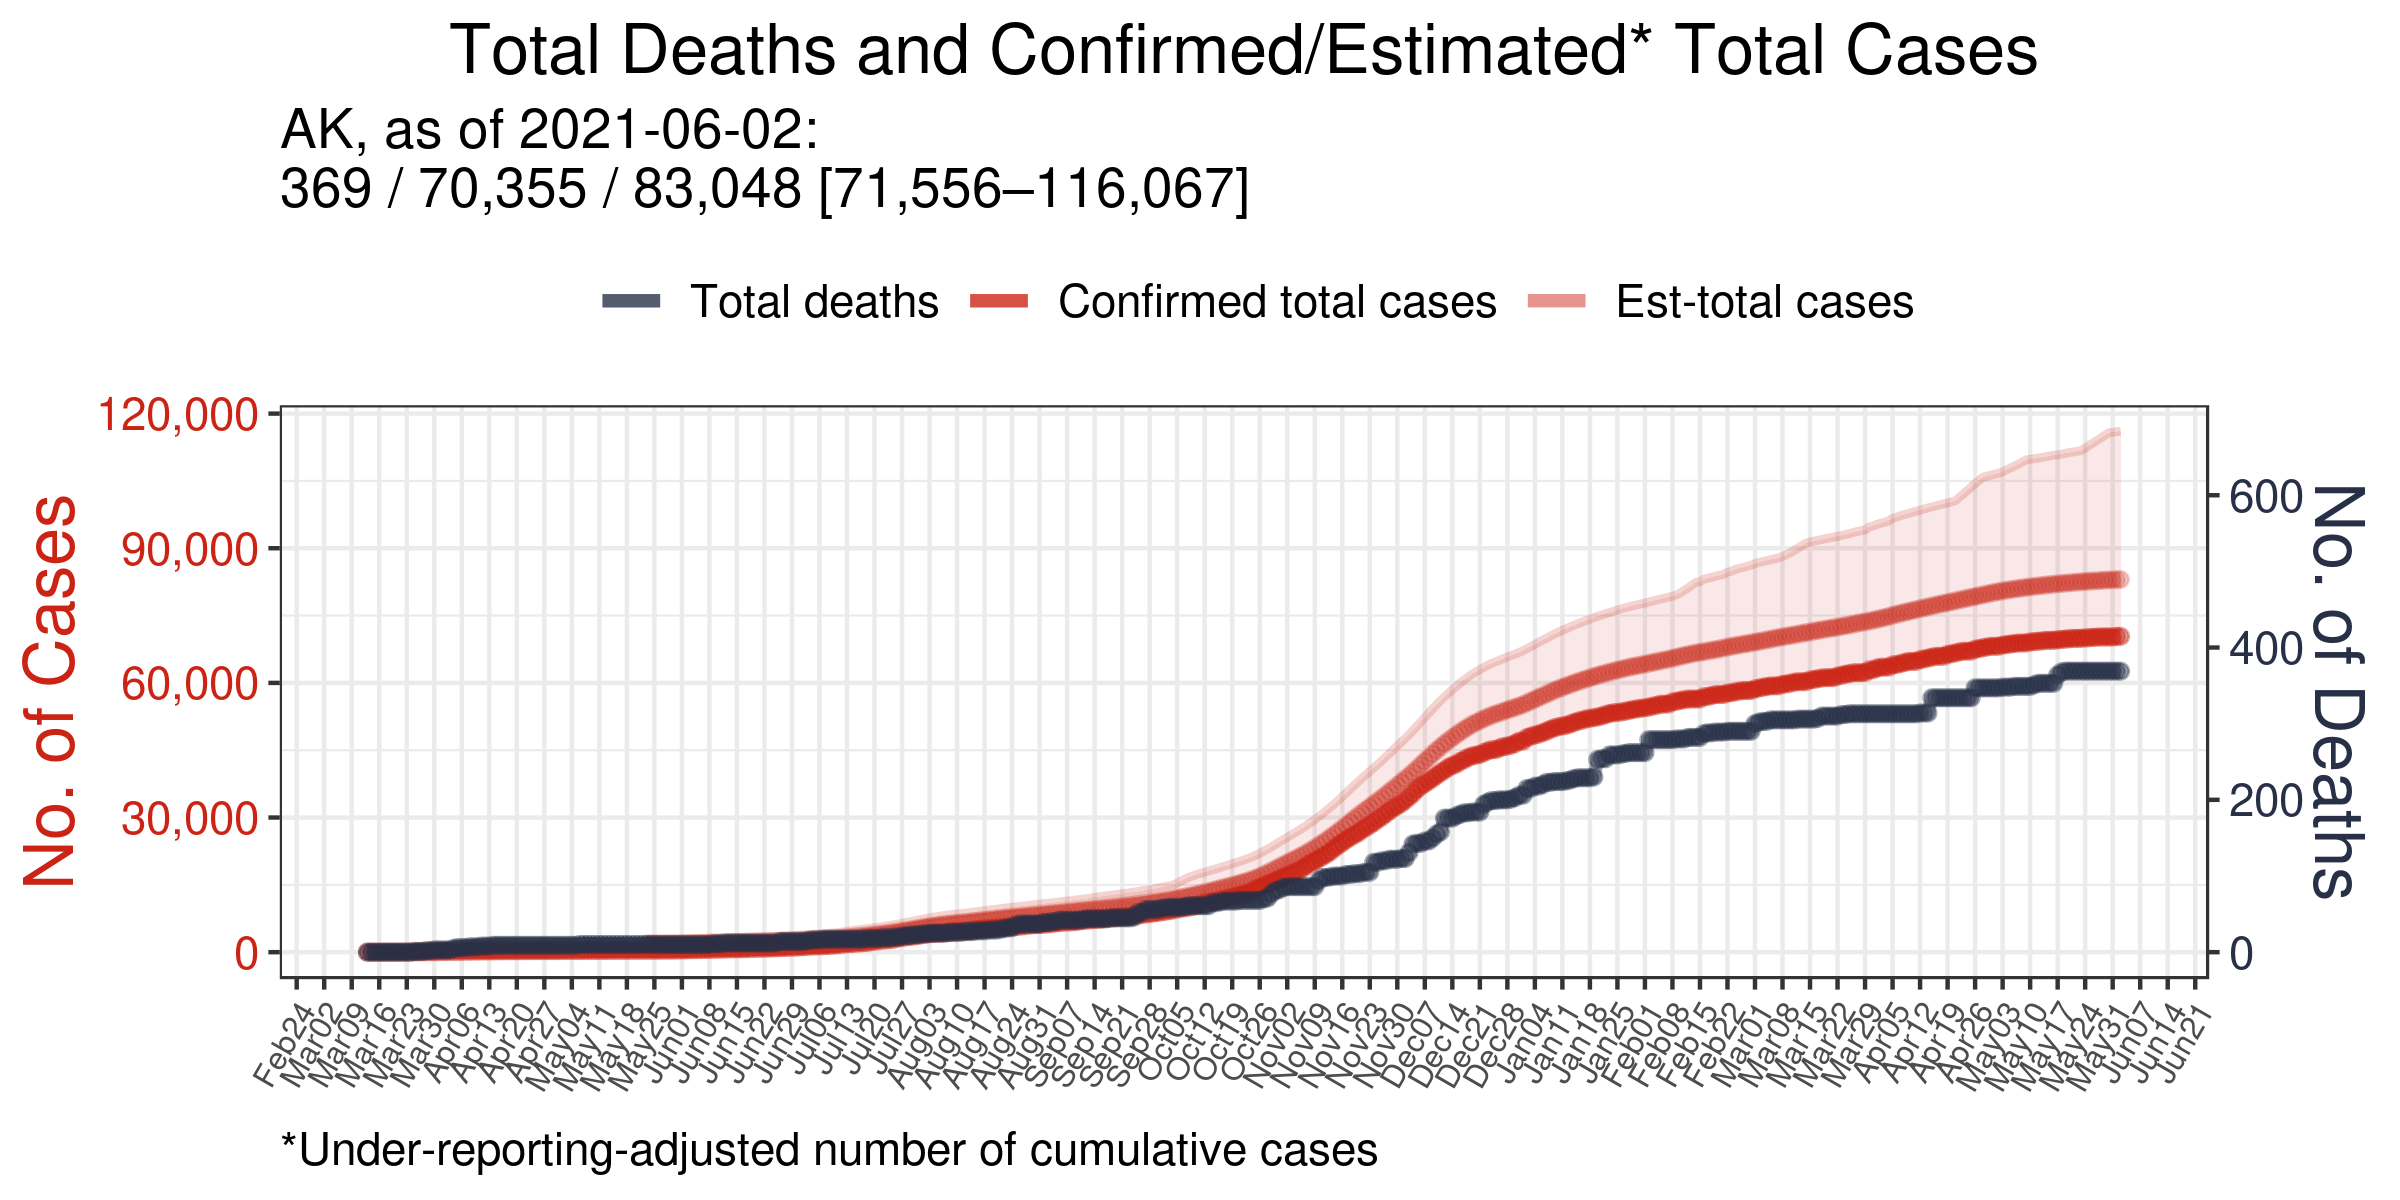 Total Deaths and Confirmed/Estimated* Total Cases
AK, as of 2021-06-02:
369 / 70,355 / 83,048 [71,556–116,067]
Total deaths
Confirmed total cases
Est-total cases
No. of Cases
120,000
90,000
60,000
30,000
0
600
400
200
0
No. of Deaths
Feb24
Mar02
Mar09
Mar16
Mar23
Mar30
Apr06
Apr13
Apr20
Apr27
May04
May11
May18
May25
Jun01
Jun08
Jun15
Jun22
Jun29
Jul06
Jul13
Jul20
Jul27
Aug03
Aug10
Aug17
Aug24
Aug31
Sep07
Sep14
Sep21
Sep28
Oct05
Oct12
Oct19
Oct26
Nov02
Nov09
Nov16
Nov23
Nov30
Dec07
Dec14
Dec21
Dec28
Jan04
Jan11
Jan18
Jan25
Feb01
Feb08
Feb15
Feb22
Mar01
Mar08
Mar15
Mar22
Mar29
Apr05
Apr12
Apr19
Apr26
May03
May10
May17
May24
May31
Jun07
Jun14
Jun21
*Under-reporting-adjusted number of cumulative cases